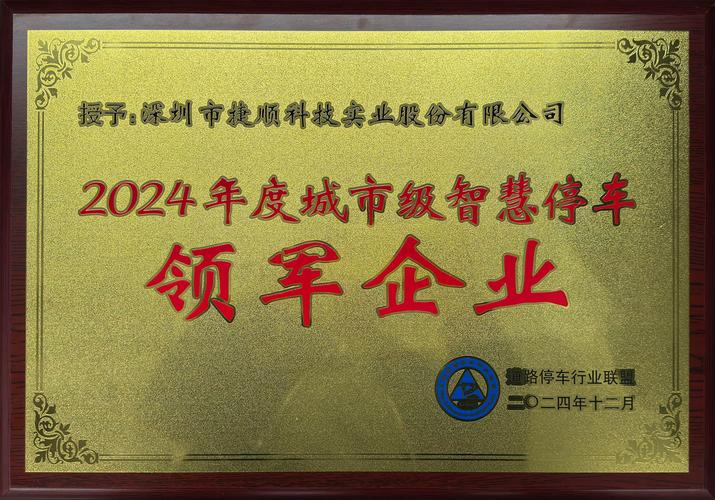 授予:深圳市捷顺科技实业股份有限公司
2024年度城市级智慧停车
领军企业
道路停车行业联盟
二〇二四年十二月